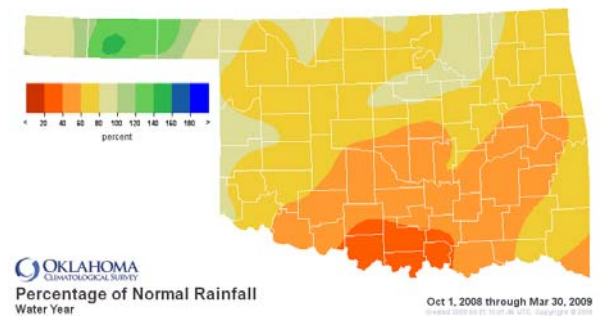 < 20 40 60 80 100 120 140 160 180 >
percent
OKLAHOMA
CLIMATOLOGICAL SURVEY
Percentage of Normal Rainfall
Water Year
Oct 1, 2008 through Mar 30, 2009